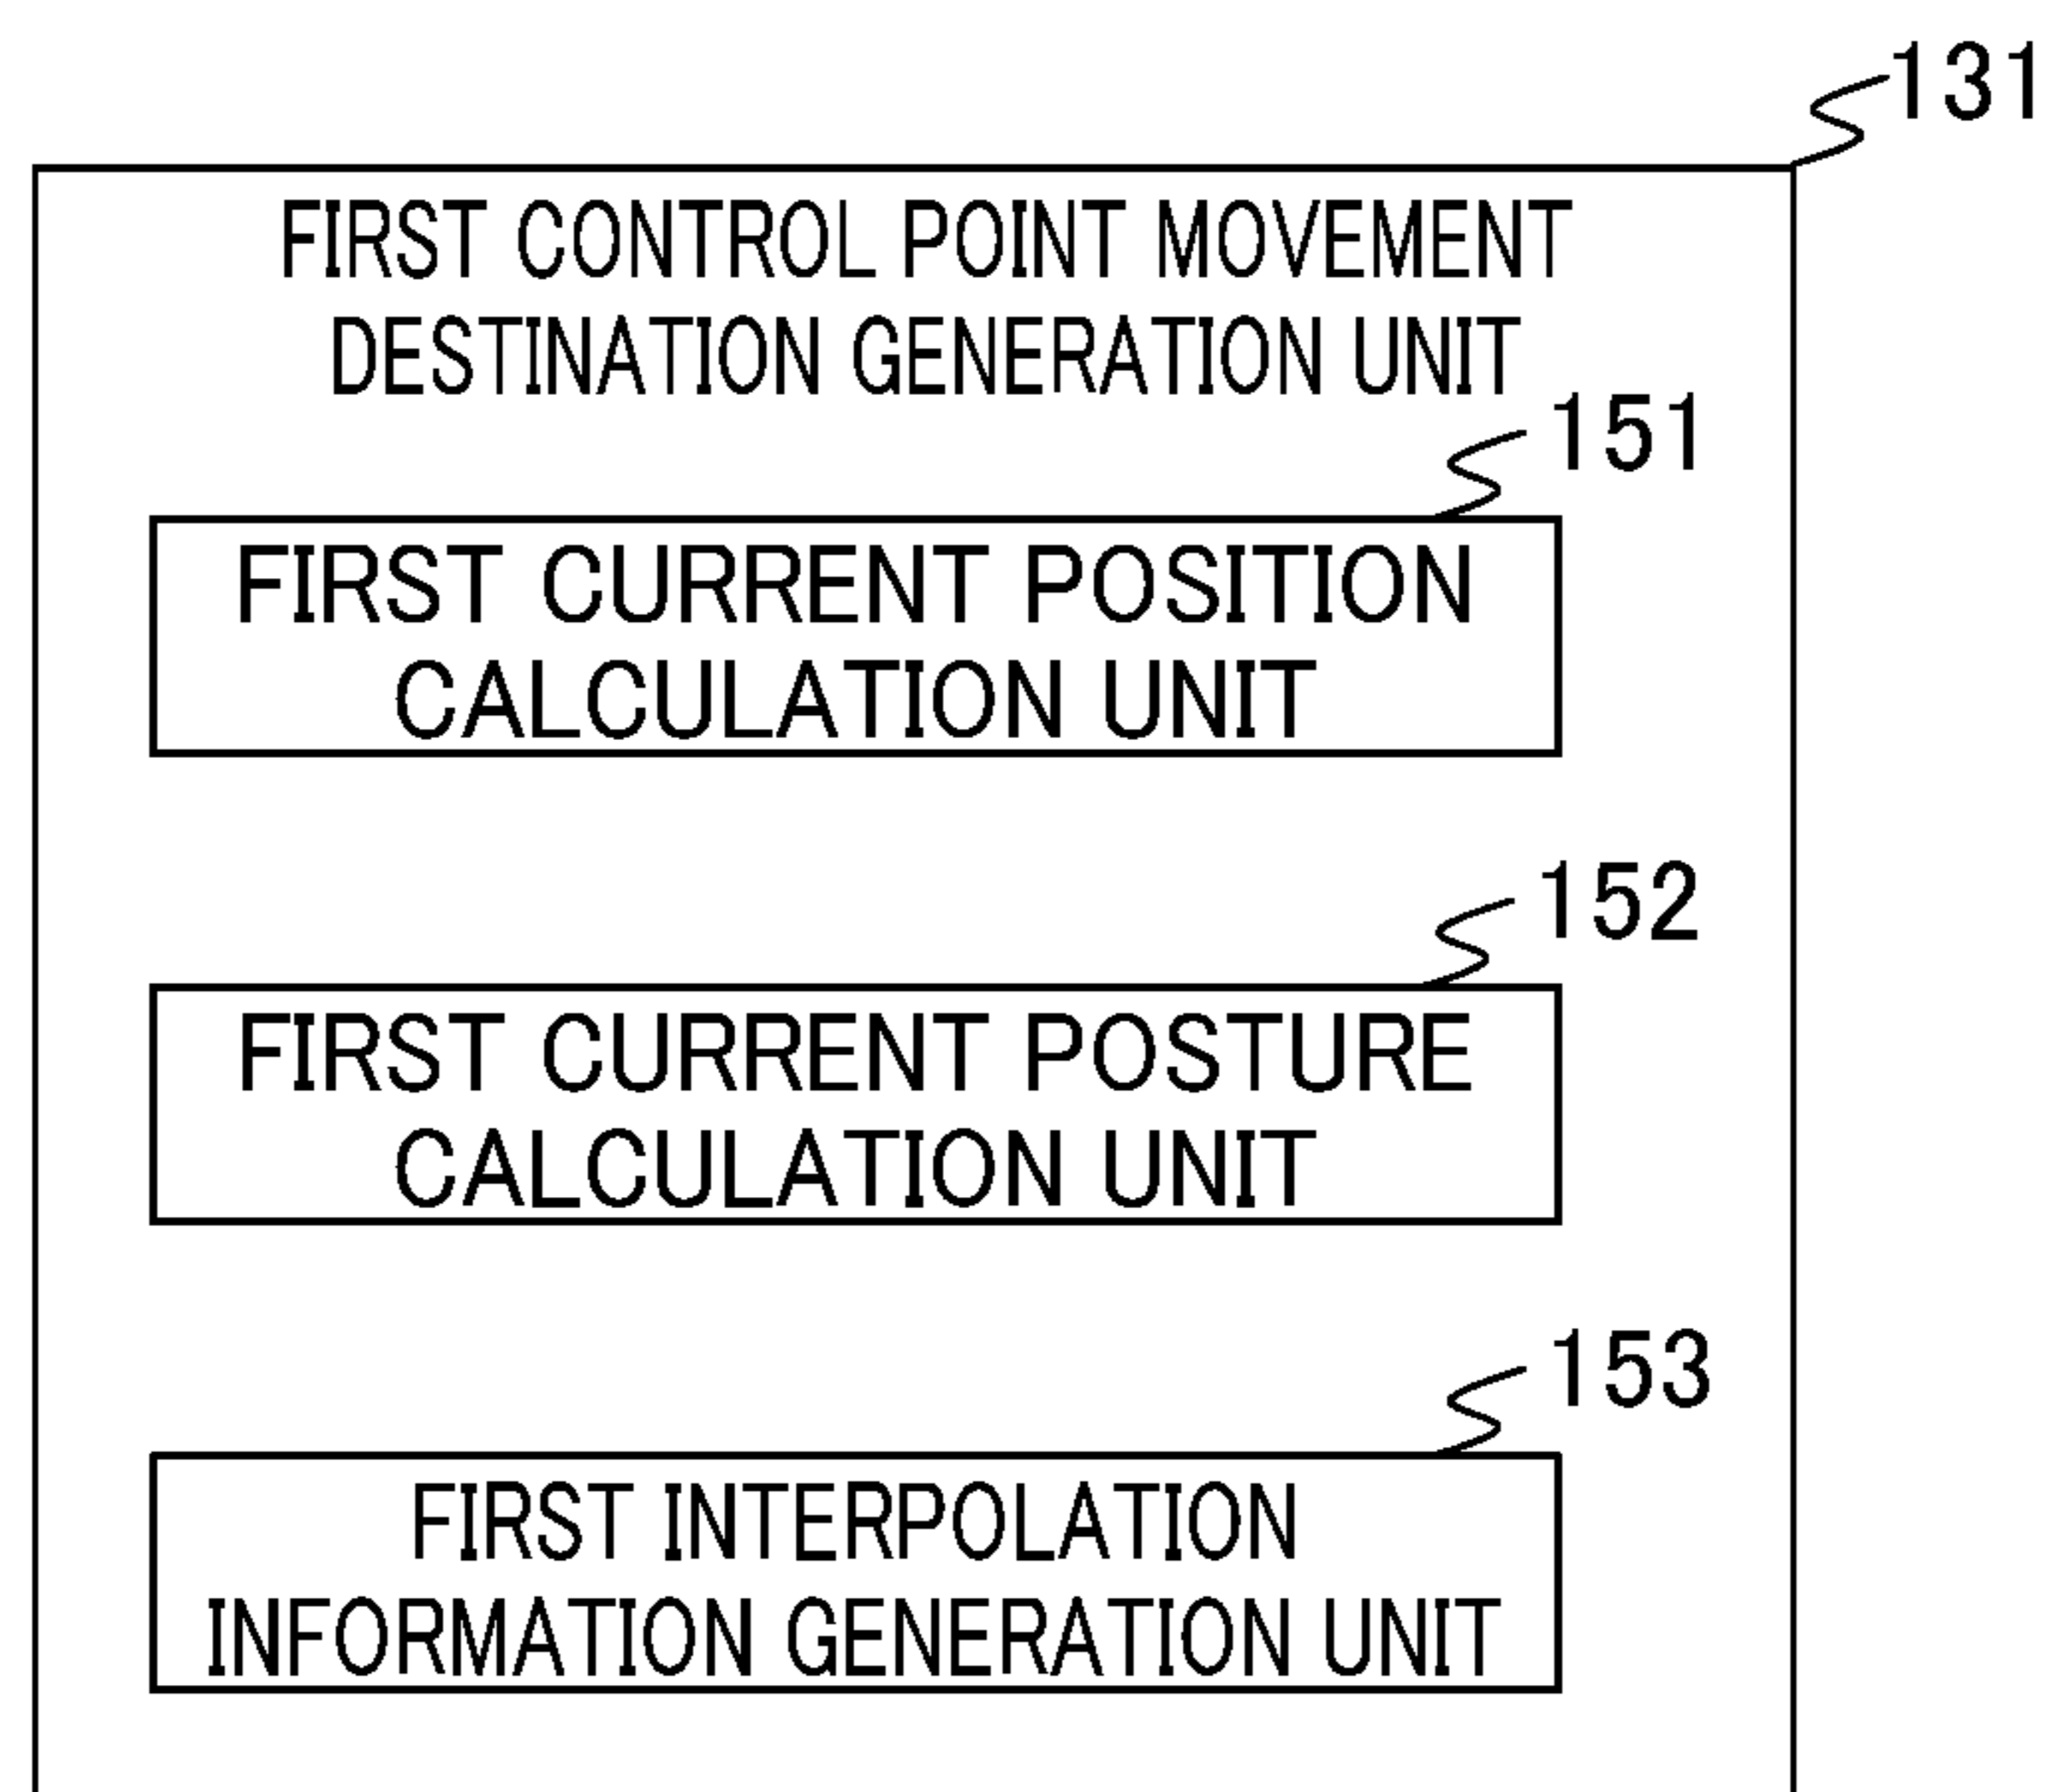 131
FIRST CONTROL POINT MOVEMENT
DESTINATION GENERATION UNIT
151
FIRST CURRENT POSITION
CALCULATION UNIT
152
FIRST CURRENT POSTURE
CALCULATION UNIT
153
FIRST INTERPOLATION
INFORMATION GENERATION UNIT